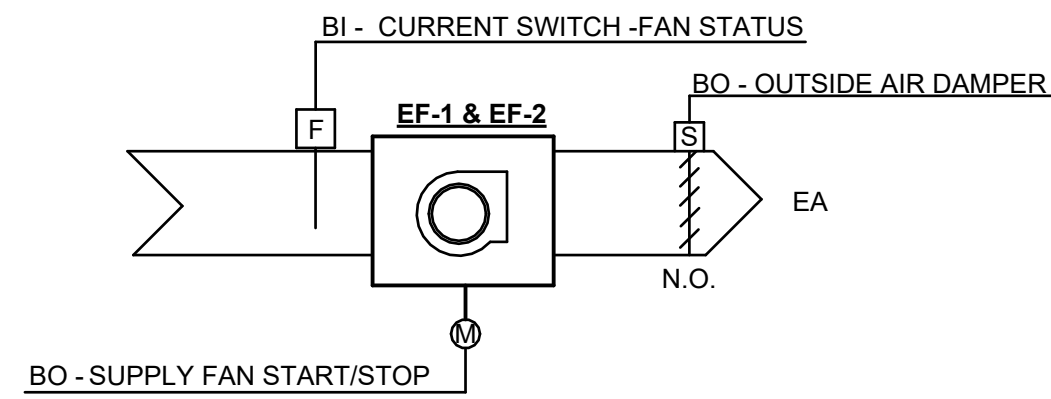 BI - CURRENT SWITCH -FAN STATUS
BO - OUTSIDE AIR DAMPER
EF-1 & EF-2
F
S
EA
N.O.
M
BO - SUPPLY FAN START/STOP